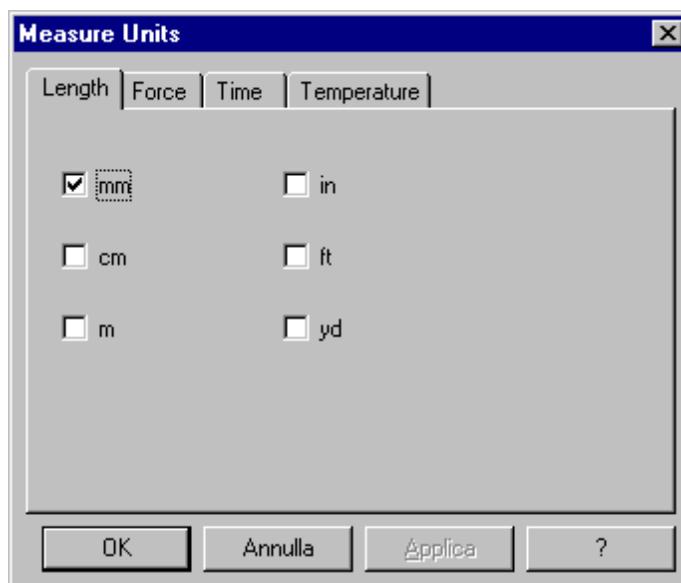 Measure Units
Length Force Time Temperature
mm in
cm ft
m yd
OK Annulla Applica ?